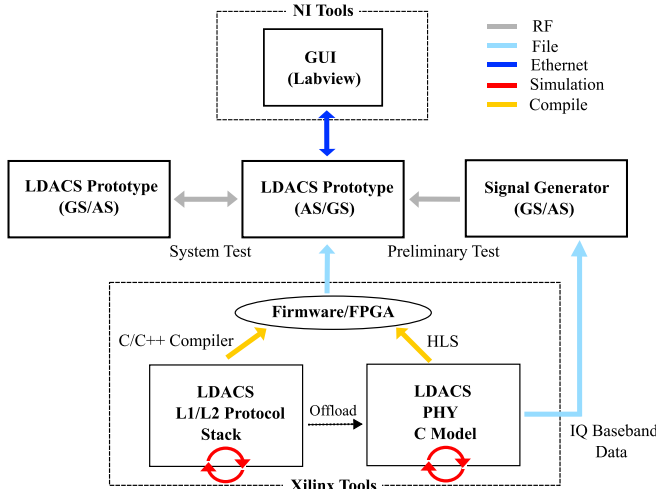 NI Tools
GUI
(Labview)
RF
File
Ethernet
Simulation
Compile
LDACS Prototype
(GS/AS)
LDACS Prototype
(AS/GS)
Signal Generator
(GS/AS)
System Test
Preliminary Test
Firmware/FPGA
C/C++ Compiler
HLS
LDACS
L1/L2 Protocol
Stack
Offload
LDACS
PHY
C Model
IQ Baseband
Data
Xilinx Tools